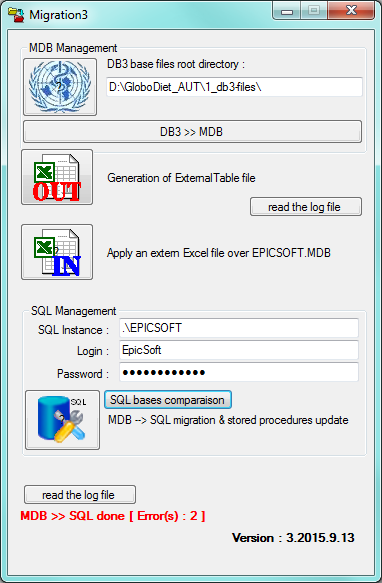 Migration3
MDB Management
DB3 base files root directory :
D:\GloboDiet_AUT\1_db3-files\
DB3 >> MDB
OUT
Generation of ExternalTable file
read the log file
IN
Apply an extern Excel file over EPICSOFT.MDB
SQL Management
SQL Instance : .\EPICSOFT
Login : EpicSoft
Password : ●●●●●●●●●●●●
SQL
SQL bases comparaison
MDB --> SQL migration & stored procedures update
read the log file
MDB >> SQL done [ Error(s) : 2 ]
Version : 3.2015.9.13